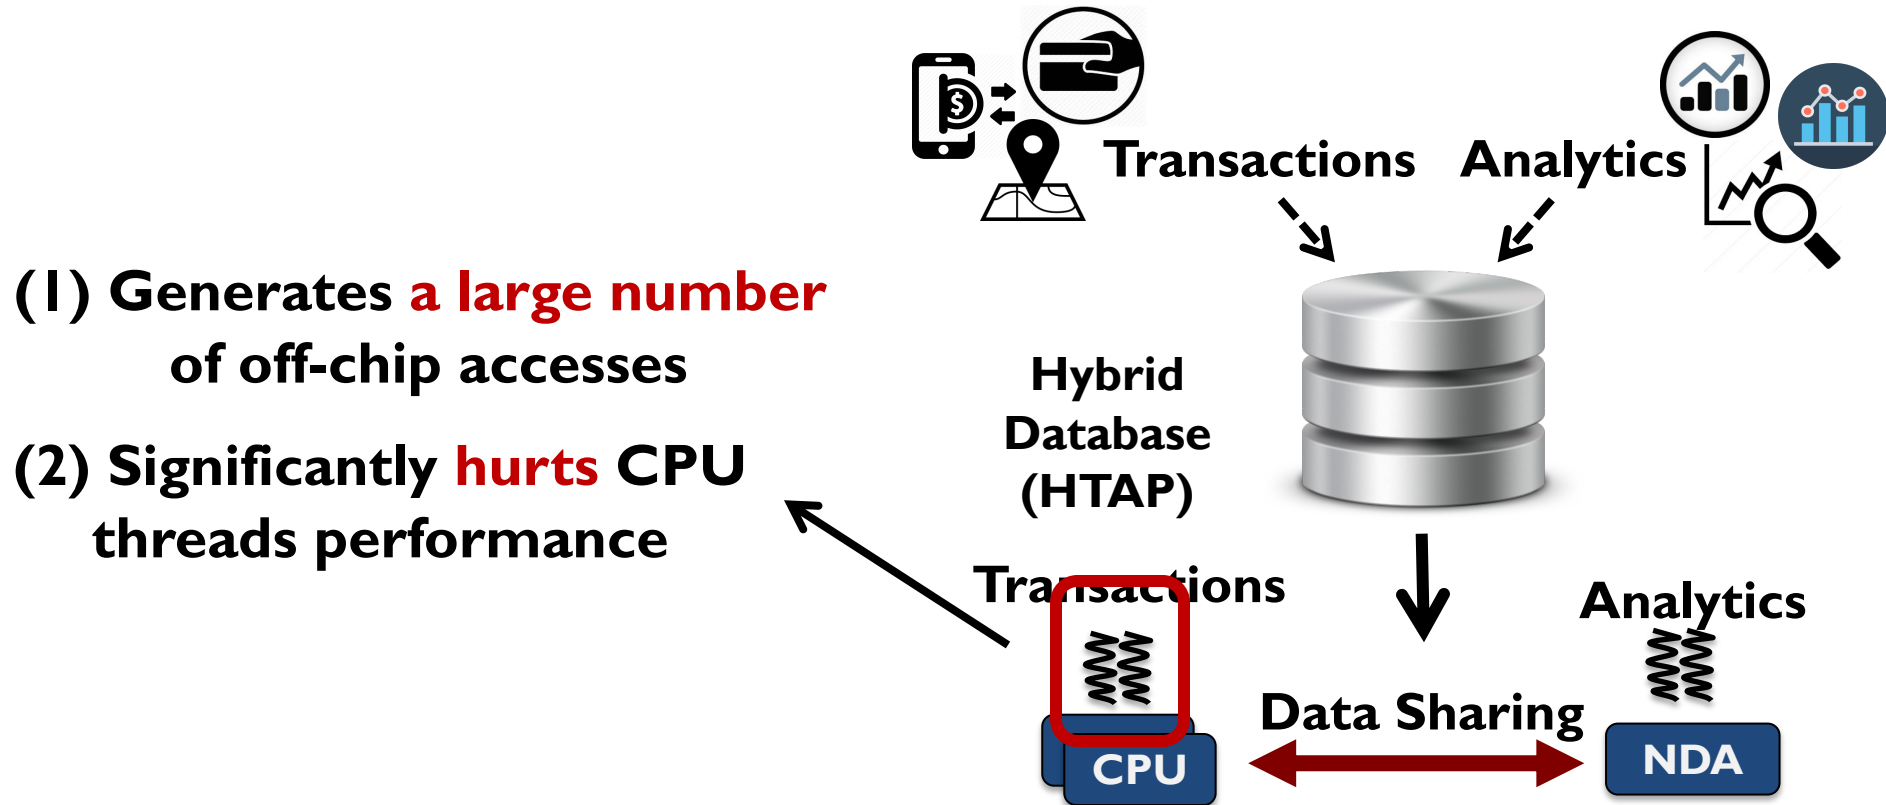 Transactions
Analytics
(1) Generates a large number
of off-chip accesses
(2) Significantly hurts CPU
threads performance
Hybrid
Database
(HTAP)
Transactions
Analytics
Data Sharing
CPU
NDA
$